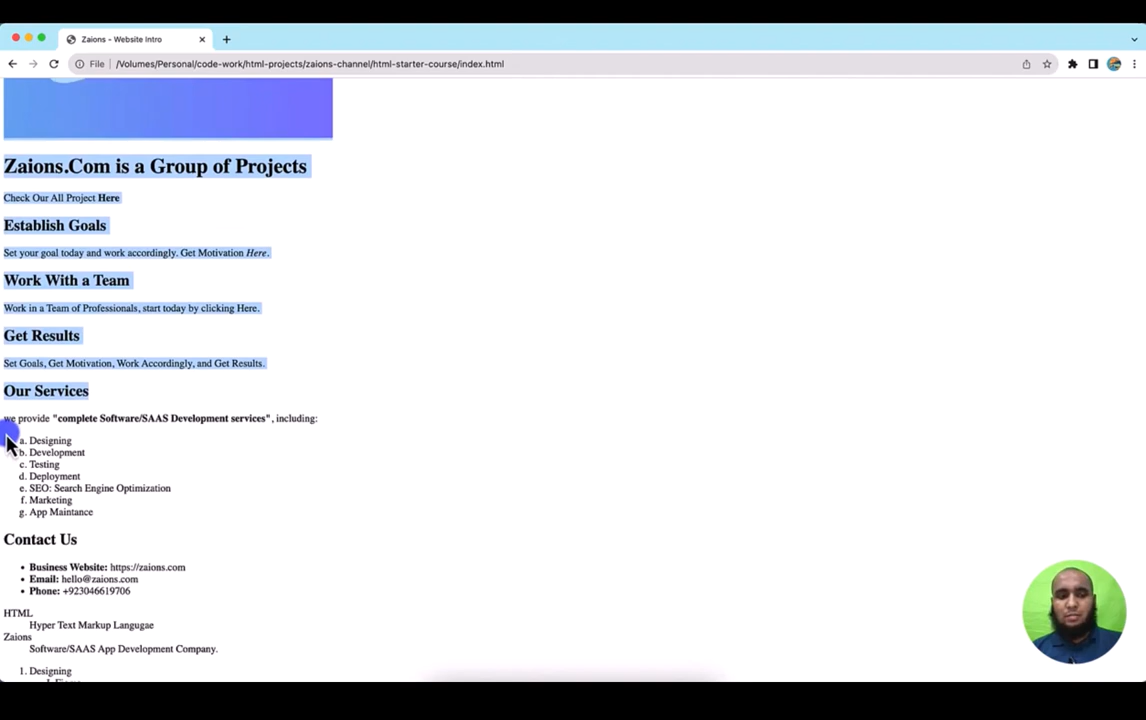 Zaions - Website Intro
File | /Volumes/Personal/code-work/html-projects/zaions-channel/html-starter-course/index.html
Zaions.Com is a Group of Projects
Check Our All Project Here
Establish Goals
Set your goal today and work accordingly. Get Motivation Here.
Work With a Team
Work in a Team of Professionals, start today by clicking Here.
Get Results
Set Goals, Get Motivation, Work Accordingly, and Get Results.
Our Services
we provide "complete Software/SAAS Development services", including:
a. Designing
b. Development
c. Testing
d. Deployment
e. SEO: Search Engine Optimization
f. Marketing
g. App Maintance
Contact Us
• Business Website: https://zaions.com
• Email: hello@zaions.com
• Phone: +923046619706
HTML
Hyper Text Markup Langugae
Zaions
Software/SAAS App Development Company.
1. Designing